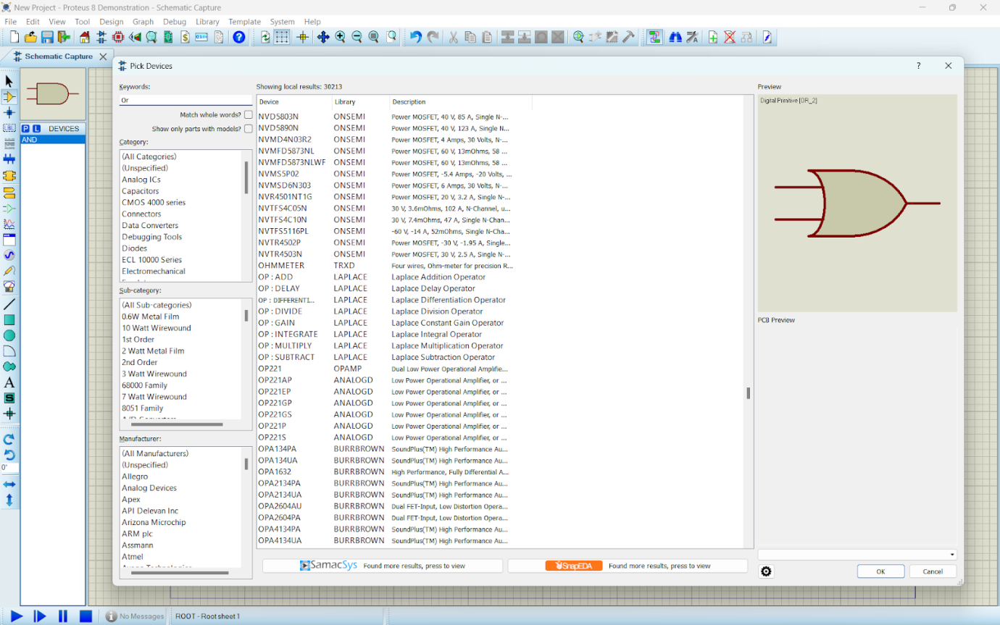 New Project - Proteus 8 Demonstration - Schematic Capture
File Edit View Tool Design Graph Debug Library Template System Help
Schematic Capture
Pick Devices
?
Keywords:
Or
Match whole words?
Show only parts with models?
Category:
(All Categories)
(Unspecified)
Analog ICs
Capacitors
CMOS 4000 series
Connectors
Data Converters
Debugging Tools
Diodes
ECL 10000 Series
Electromechanical
Sub-category:
(All Sub-categories)
0.6W Metal Film
10 Watt Wirewound
1st Order
2 Watt Metal Film
2nd Order
3 Watt Wirewound
68000 Family
7 Watt Wirewound
8051 Family
Manufacturer:
(All Manufacturers)
(Unspecified)
Allegro
Analog Devices
Apex
API Delevan Inc
Arizona Microchip
ARM plc
Assmann
Atmel
Showing local results: 30213
Device Library Description
NVD5803N ONSEMI Power MOSFET, 40 V, 85 A, Single N-...
NVD5890N ONSEMI Power MOSFET, 40 V, 123 A, Single N...
NVMD4N03R2 ONSEMI Power MOSFET, 4 Amps, 30 Volts, N-...
NVMFD5873NL ONSEMI Power MOSFET, 60 V, 13mOhms, 58 ...
NVMFD5873NLWF ONSEMI Power MOSFET, 60 V, 13mOhms, 58 ...
NVMS5P02 ONSEMI Power MOSFET, -5.4 Amps, -20 Volts, ...
NVMSD6N303 ONSEMI Power MOSFET, 6 Amps, 30 Volts, N-...
NVR4501NT1G ONSEMI Power MOSFET, 20 V, 3.2 A, Single N-...
NVTFS4C05N ONSEMI 30 V, 3.6mOhms, 102 A, N-Channel, u...
NVTFS4C10N ONSEMI 30 V, 7.4mOhms, 47 A, Single N-Chan...
NVTFS5116PL ONSEMI -60 V, -14 A, 52mOhms, Single N-Cha...
NVTR4502P ONSEMI Power MOSFET, -30 V, -1.95 A, Single...
NVTR4503N ONSEMI Power MOSFET, 30 V, 2.5 A, Single N-...
OHMMETER TRXD Four wires, Ohm-meter for precision R...
OP : ADD LAPLACE Laplace Addition Operator
OP : DELAY LAPLACE Laplace Delay Operator
OP : DIFFERENTI... LAPLACE Laplace Differentiation Operator
OP : DIVIDE LAPLACE Laplace Division Operator
OP : GAIN LAPLACE Laplace Constant Gain Operator
OP : INTEGRATE LAPLACE Laplace Integral Operator
OP : MULTIPLY LAPLACE Laplace Multiplication Operator
OP : SUBTRACT LAPLACE Laplace Subtraction Operator
OP221 OPAMP Dual Low Power Operational Amplifie...
OP221AP ANALOGD Low Power Operational Amplifier, or ...
OP221EP ANALOGD Low Power Operational Amplifier, or ...
OP221GP ANALOGD Low Power Operational Amplifier, or ...
OP221GS ANALOGD Low Power Operational Amplifier, or ...
OP221P ANALOGD Low Power Operational Amplifier, or ...
OP221S ANALOGD Low Power Operational Amplifier, or ...
OPA134PA BURRBROWN SoundPlus(TM) High Performance Au...
OPA134UA BURRBROWN SoundPlus(TM) High Performance Au...
OPA1632 BURRBROWN High Performance, Fully Differential A...
OPA2134PA BURRBROWN SoundPlus(TM) High Performance Au...
OPA2134UA BURRBROWN SoundPlus(TM) High Performance Au...
OPA2604AU BURRBROWN Dual FET-Input, Low Distortion Opera...
OPA2604PA BURRBROWN Dual FET-Input, Low Distortion Opera...
OPA4134PA BURRBROWN SoundPlus(TM) High Performance Au...
OPA4134UA BURRBROWN SoundPlus(TM) High Performance Au...
SamacSys Found more results, press to view
SnapEDA Found more results, press to view
Preview
Digital Primitive [OR_2]
PCB Preview
OK Cancel
P L DEVICES
AND
LBL
A
S
0°
No Messages ROOT - Root sheet 1